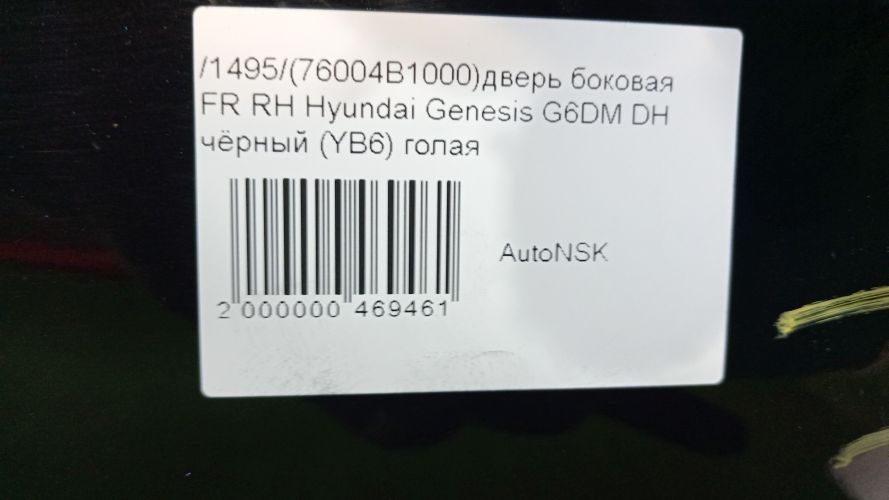 /1495/(76004B1000)дверь боковая
FR RH Hyundai Genesis G6DM DH
чёрный (YB6) голая
AutoNSK
2 000000 469461